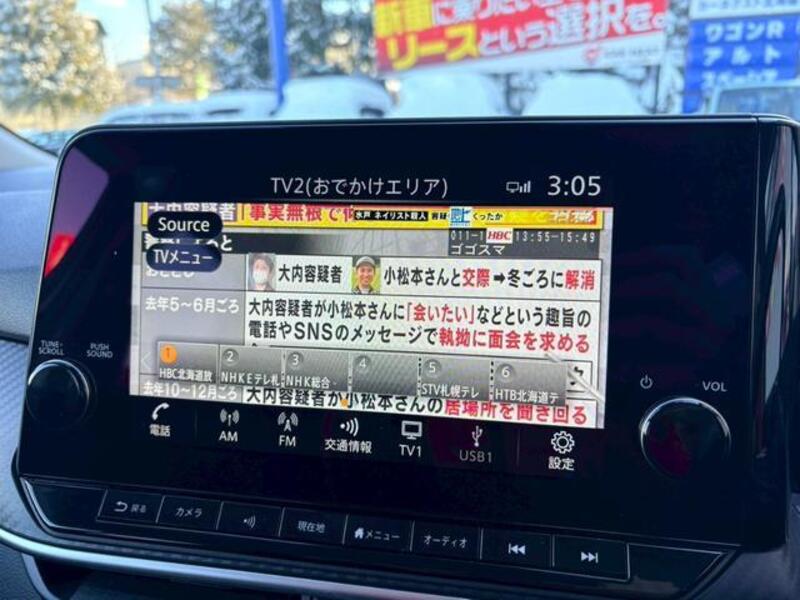 新車に乗りたい
リースという選択を。
ワゴンR
アルト
スペーシア
TV2(おでかけエリア)
3:05
大内容疑者「事実無根で
水戸 ネイリスト殺人
くったか
Source
011-1 HBC 13:55-15:49
ゴゴスマ
TVメニュー
大内容疑者 小松本さんと交際➡冬ごろに解消
去年5~6月ごろ
大内容疑者が小松本さんに「会いたい」などという趣旨の
電話やSNSのメッセージで執拗に面会を求める
1 2 3 4 5 6
HBC北海道放 NHKEテレ札 NHK総合・ STV札幌テレ HTB北海道テ
去年10~12月ごろ
大内容疑者が小松本さんの居場所を聞き回る
TUNE・SCROLL
PUSH SOUND
VOL
電話 AM FM 交通情報 TV1 USB1 設定
戻る カメラ 現在地 メニュー オーディオ